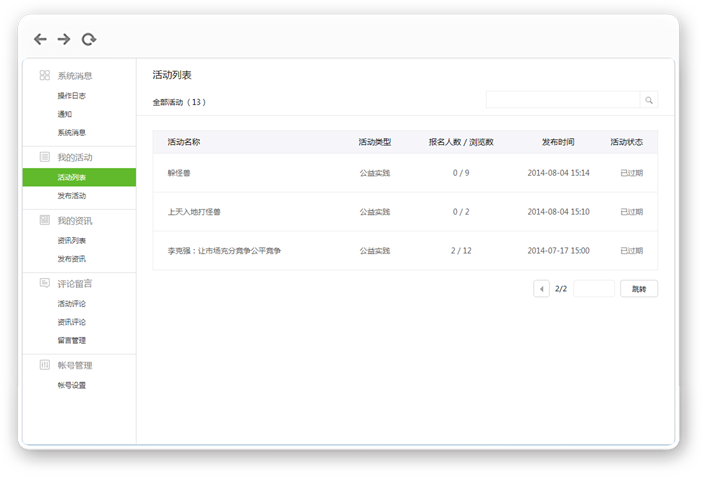 系统消息
操作日志
通知
系统消息
我的活动
活动列表
发布活动
我的资讯
资讯列表
发布资讯
评论留言
活动评论
资讯评论
留言管理
帐号管理
帐号设置
活动列表
全部活动（13）
活动名称 活动类型 报名人数 / 浏览数 发布时间 活动状态
躲怪兽 公益实践 0 / 9 2014-08-04 15:14 已过期
上天入地打怪兽 公益实践 0 / 2 2014-08-04 15:10 已过期
李克强：让市场充分竞争公平竞争 公益实践 2 / 12 2014-07-17 15:00 已过期
2/2 跳转